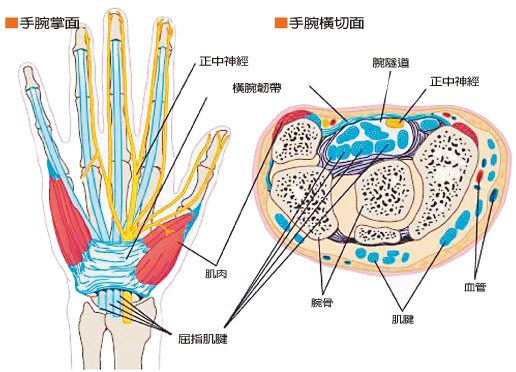 手腕掌面
手腕橫切面
正中神經
橫腕韌帶
腕隧道
正中神經
肌肉
屈指肌腱
腕骨
肌腱
血管